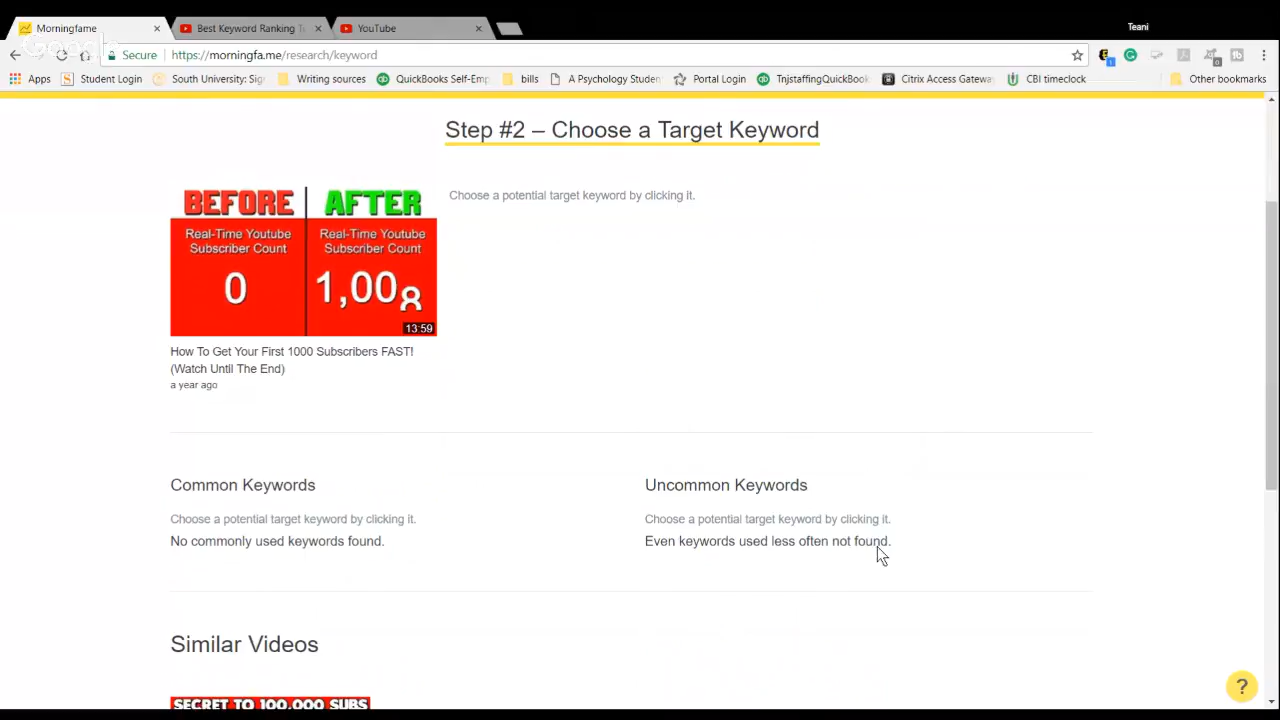 Morningfame
Best Keyword Ranking T
YouTube
Teani
Google
Secure
https://morningfa.me/research/keyword
Apps
Student Login
South University: Sig
Writing sources
QuickBooks Self-Emp
bills
A Psychology Studen
Portal Login
TnjstaffingQuickBook
Citrix Access Gateway
CBI timeclock
Other bookmarks
Step #2 – Choose a Target Keyword
BEFORE
AFTER
Real-Time Youtube
Subscriber Count
Real-Time Youtube
Subscriber Count
0
1,008
13:59
Choose a potential target keyword by clicking it.
How To Get Your First 1000 Subscribers FAST!
(Watch Until The End)
a year ago
Common Keywords
Choose a potential target keyword by clicking it.
No commonly used keywords found.
Uncommon Keywords
Choose a potential target keyword by clicking it.
Even keywords used less often not found.
Similar Videos
SECRET TO 100,000 SUBS
?